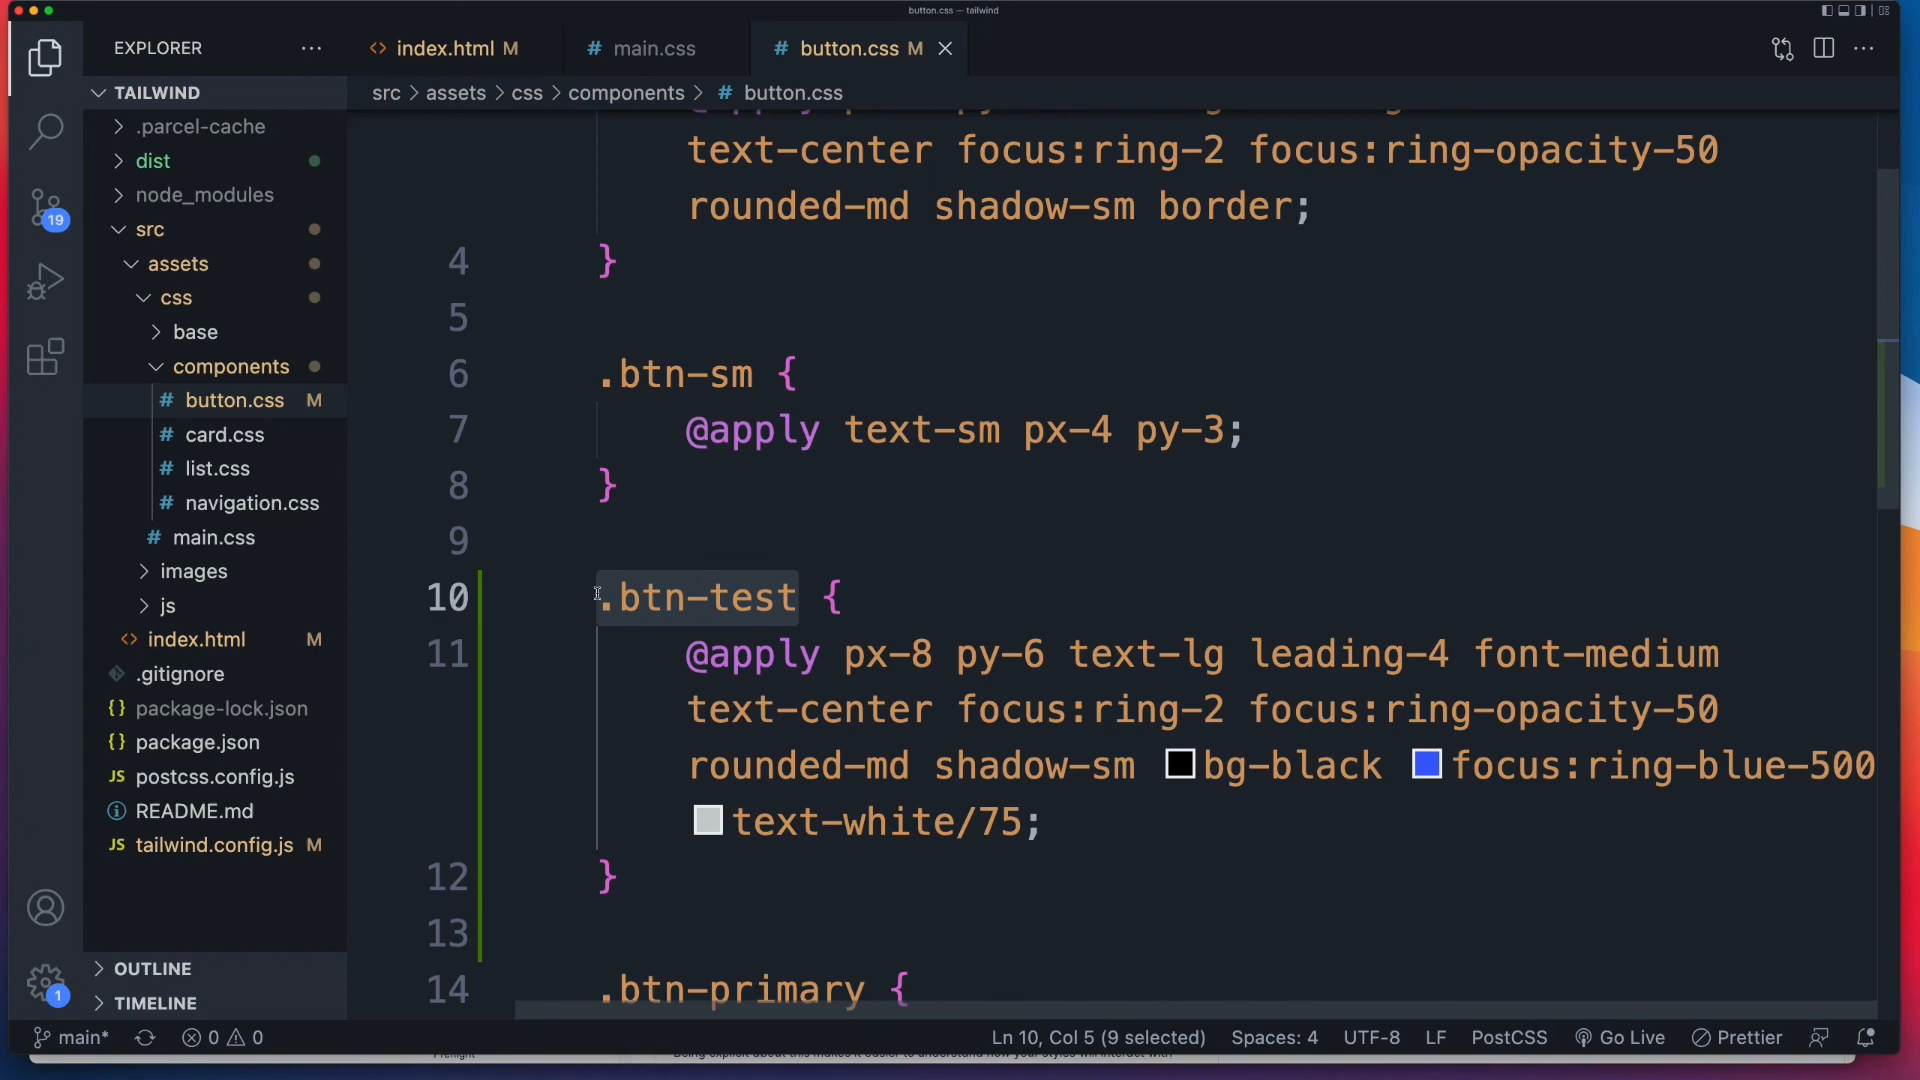 button.css — tailwind
EXPLORER
index.html M
main.css
button.css M
TAILWIND
src > assets > css > components > # button.css
.parcel-cache
dist
node_modules
19
src
assets
css
base
components
# button.css M
# card.css
# list.css
# navigation.css
# main.css
images
js
<> index.html M
.gitignore
{} package-lock.json
{} package.json
JS postcss.config.js
README.md
JS tailwind.config.js M
OUTLINE
1
TIMELINE
text-center focus:ring-2 focus:ring-opacity-50
rounded-md shadow-sm border;
4 }
5
6 .btn-sm {
7 @apply text-sm px-4 py-3;
8 }
9
10 .btn-test {
11 @apply px-8 py-6 text-lg leading-4 font-medium
text-center focus:ring-2 focus:ring-opacity-50
rounded-md shadow-sm bg-black focus:ring-blue-500
text-white/75;
12 }
13
14 .btn-primary {
main* 0 0 Ln 10, Col 5 (9 selected) Spaces: 4 UTF-8 LF PostCSS Go Live Prettier